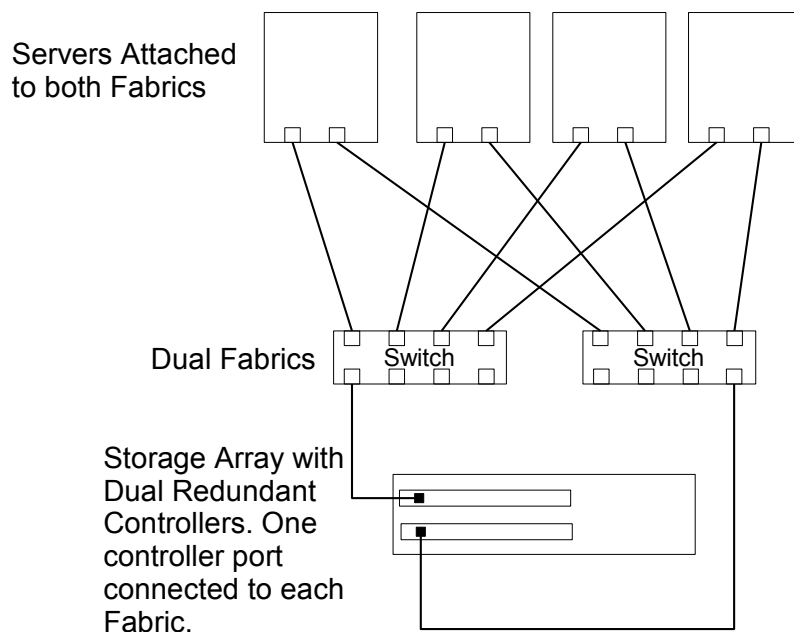 Servers Attached
to both Fabrics
Dual Fabrics
Switch
Switch
Storage Array with
Dual Redundant
Controllers. One
controller port
connected to each
Fabric.